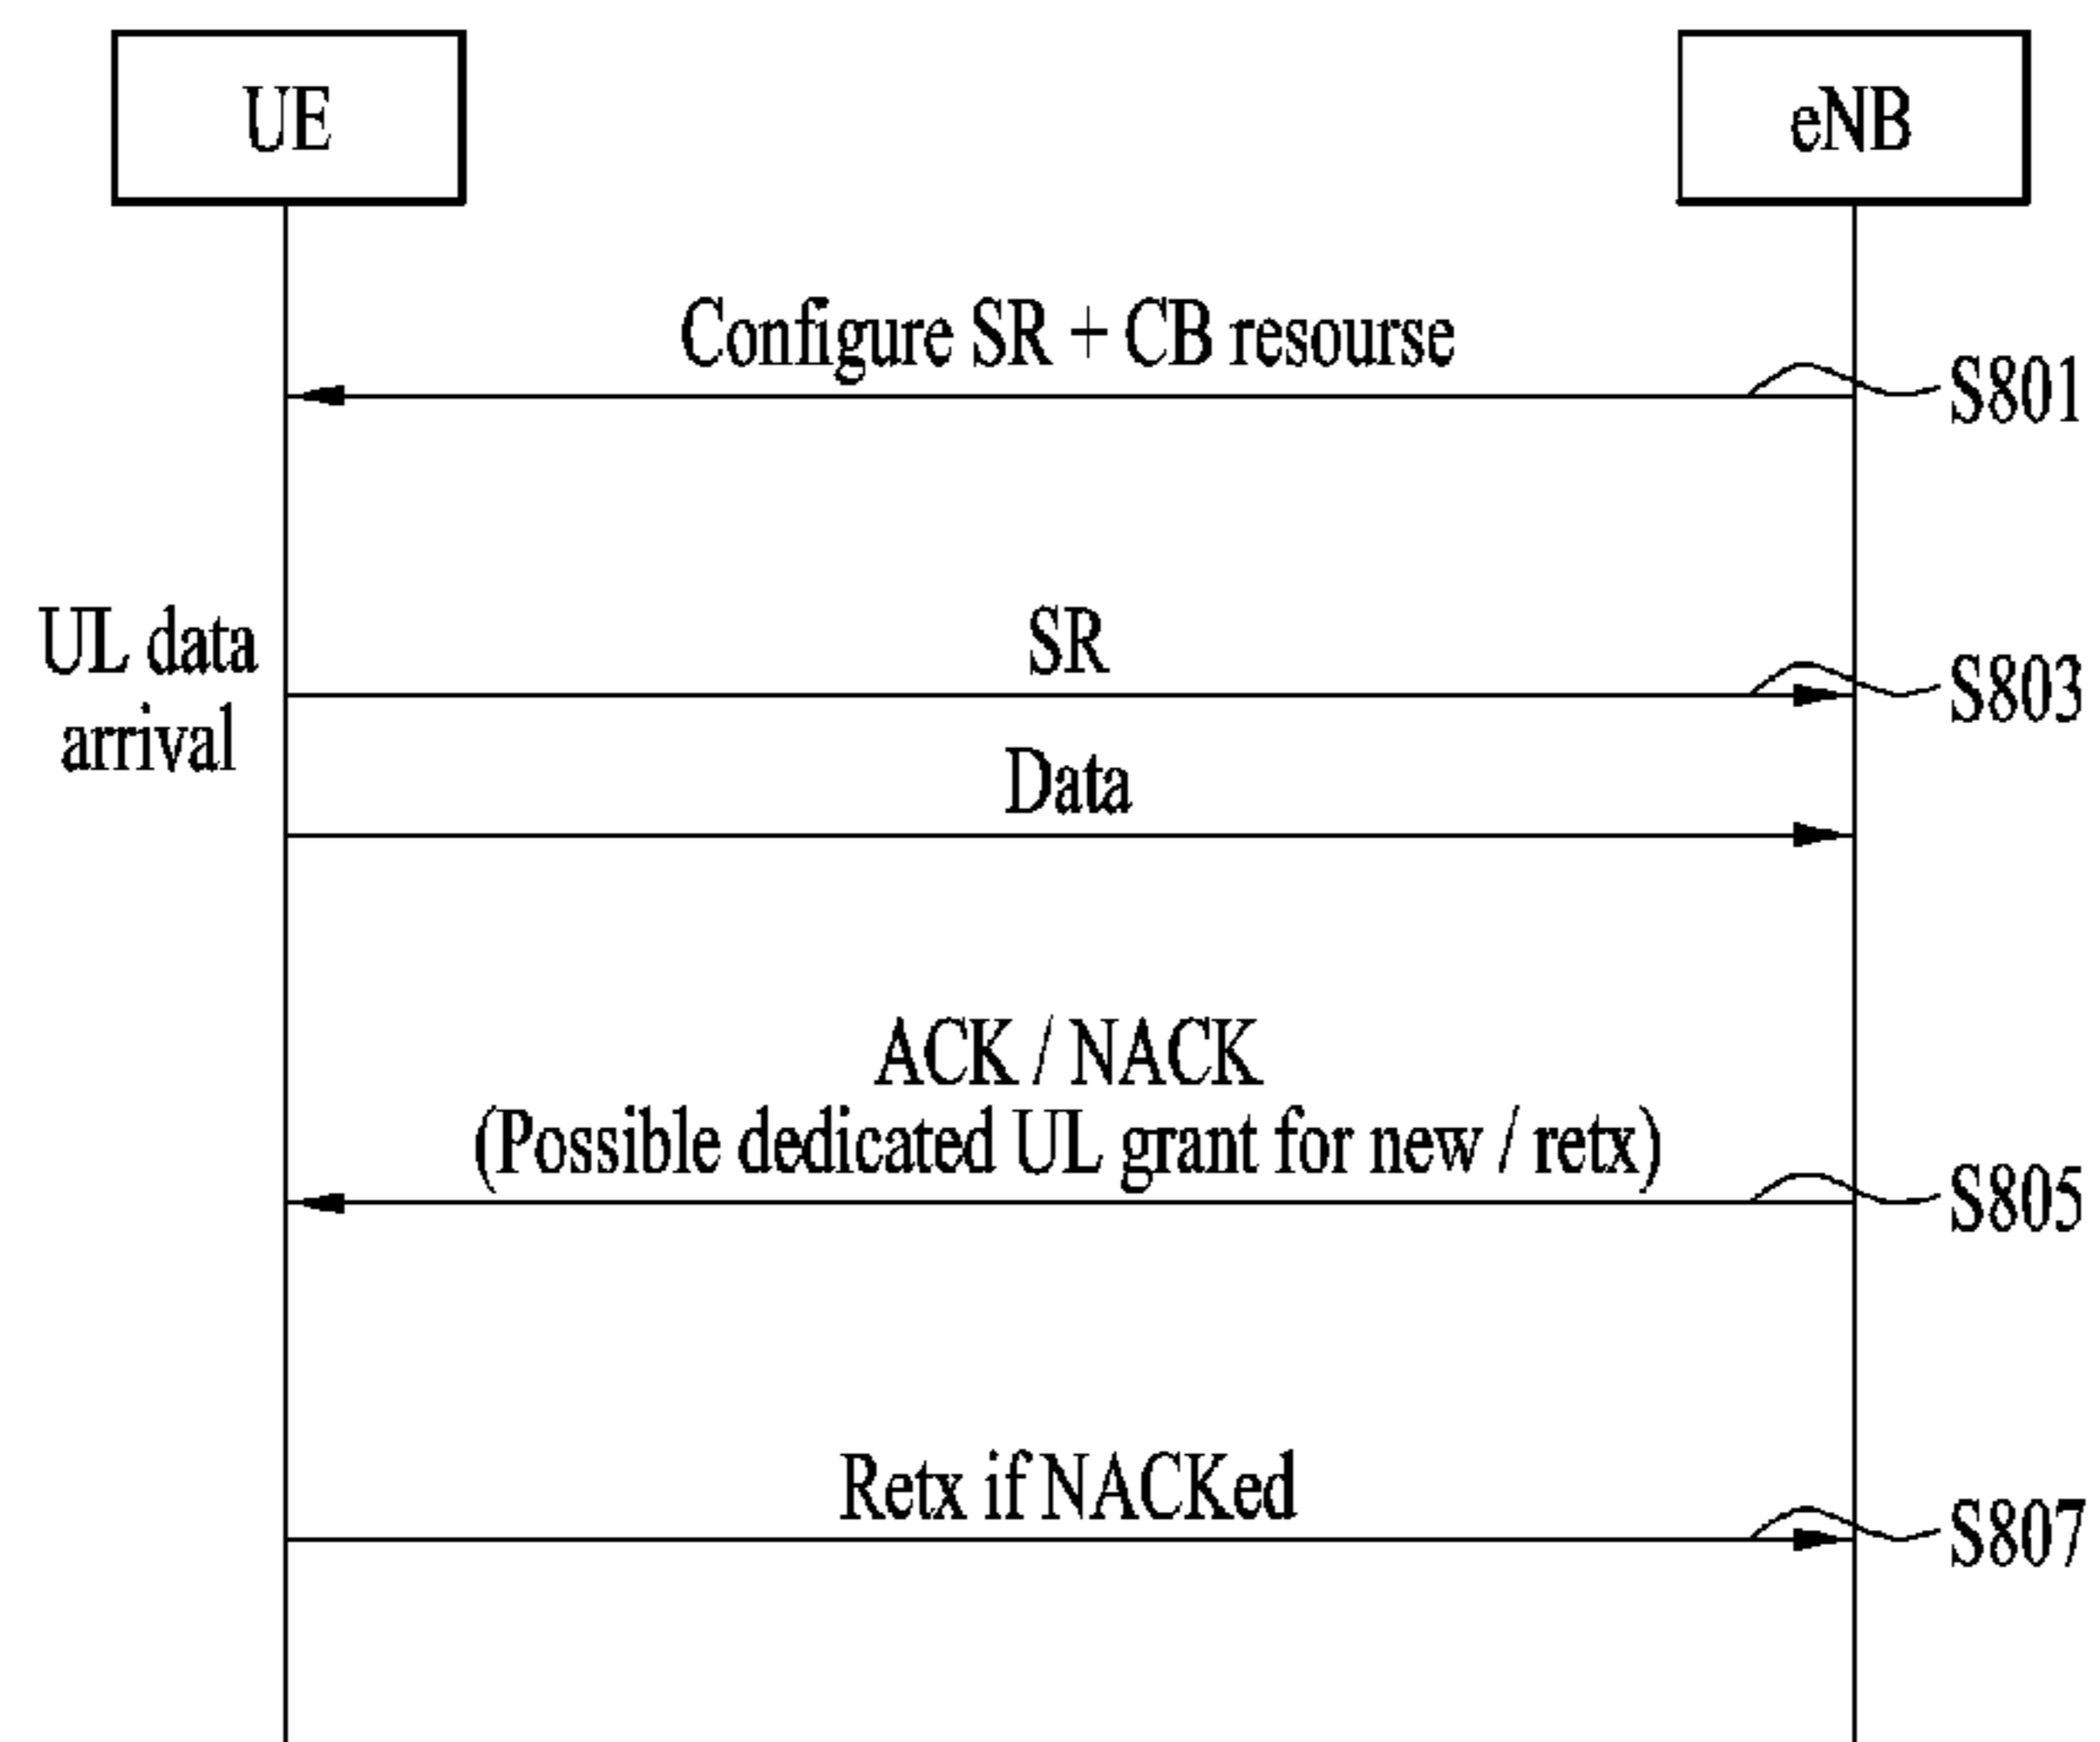 UE
eNB
Configure SR + CB resourse
S801
UL data
arrival
SR
S803
Data
ACK / NACK
(Possible dedicated UL grant for new / retx)
S805
Retx if NACKed
S807